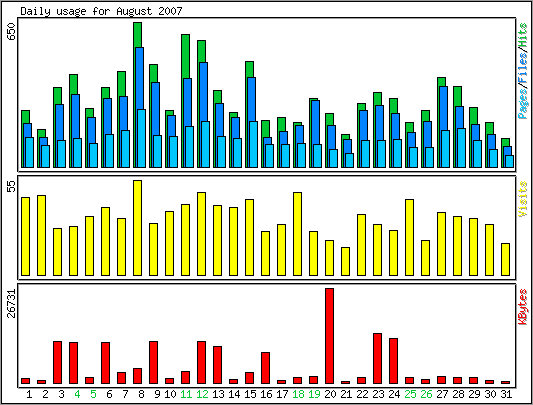 Daily usage for August 2007
650
Pages/Files/Hits
55
Visits
26731
KBytes
1 2 3 4 5 6 7 8 9 10 11 12 13 14 15 16 17 18 19 20 21 22 23 24 25 26 27 28 29 30 31